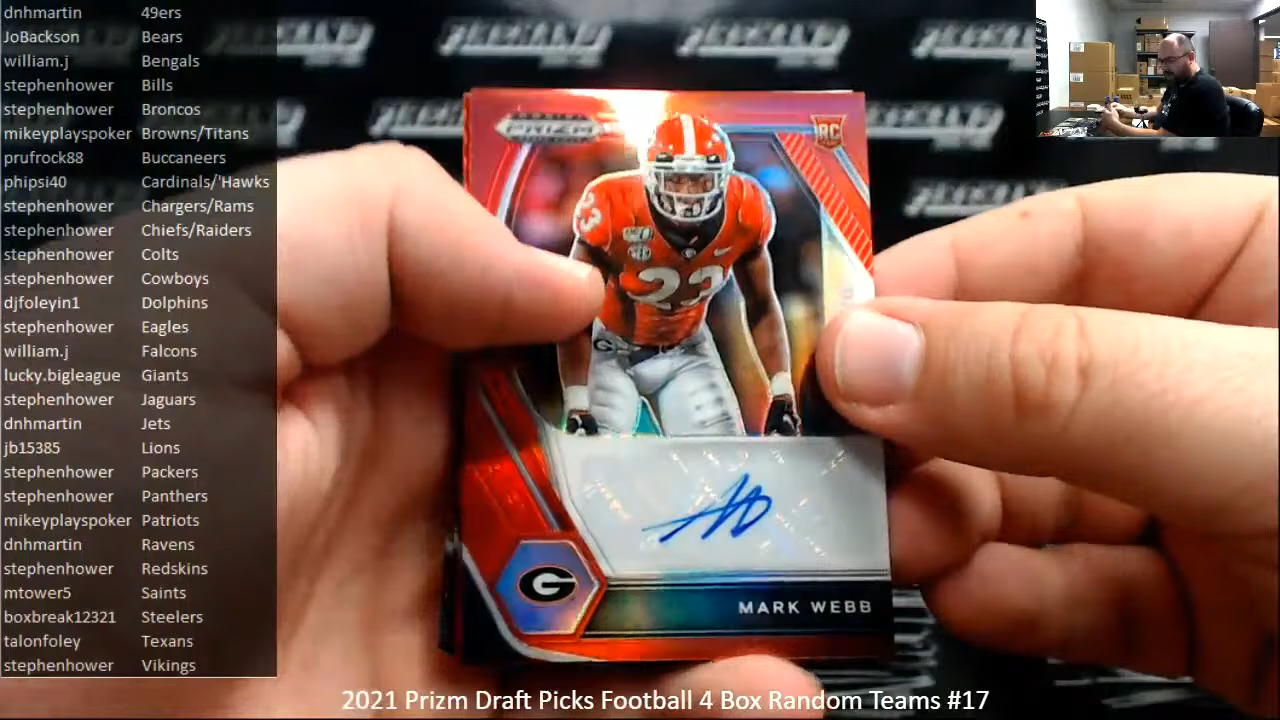 dnhmartin 49ers
JoBackson Bears
william.j Bengals
stephenhower Bills
stephenhower Broncos
mikeyplayspoker Browns/Titans
prufrock88 Buccaneers
phipsi40 Cardinals/'Hawks
stephenhower Chargers/Rams
stephenhower Chiefs/Raiders
stephenhower Colts
stephenhower Cowboys
djfoleyin1 Dolphins
stephenhower Eagles
william.j Falcons
lucky.bigleague Giants
stephenhower Jaguars
dnhmartin Jets
jb15385 Lions
stephenhower Packers
stephenhower Panthers
mikeyplayspoker Patriots
dnhmartin Ravens
stephenhower Redskins
mtower5 Saints
boxbreak12321 Steelers
talonfoley Texans
stephenhower Vikings
PRIZM
RC
23
23
G
MARK WEBB
2021 Prizm Draft Picks Football 4 Box Random Teams #17